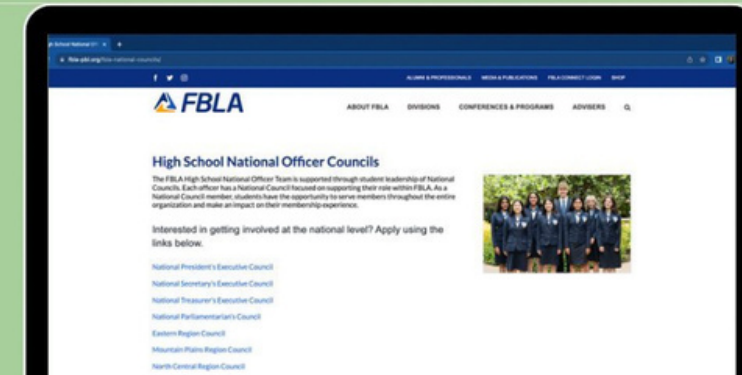 High School National Of
fbla-pbl.org/fbla-national-councils/
ALUMNI & PROFESSIONALS MEDIA & PUBLICATIONS FBLA CONNECT LOGIN SHOP
FBLA
ABOUT FBLA DIVISIONS CONFERENCES & PROGRAMS ADVISERS
High School National Officer Councils
The FBLA High School National Officer Team is supported through student leadership of National
Councils. Each officer has a National Council focused on supporting their role within FBLA. As a
National Council member, students have the opportunity to serve members throughout the entire
organization and make an impact on their membership experience.
Interested in getting involved at the national level? Apply using the
links below.
National President's Executive Council
National Secretary's Executive Council
National Treasurer's Executive Council
National Parliamentarian's Council
Eastern Region Council
Mountain Plains Region Council
North Central Region Council